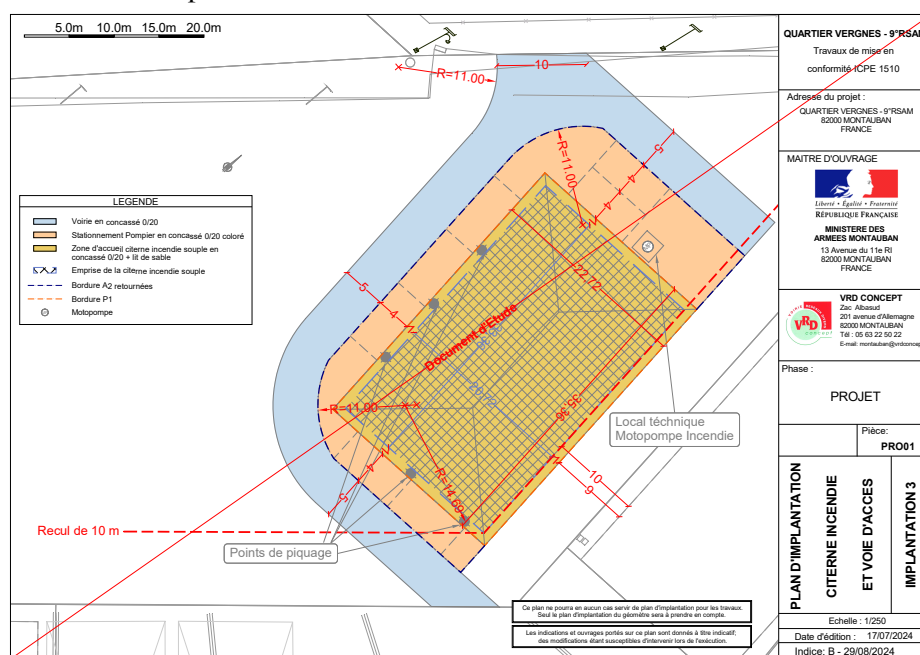 5.0m 10.0m 15.0m 20.0m
R=11.00
10
5
4
R=11.00
22.72
LEGENDE
Voirie en concassé 0/20
Stationnement Pompier en concassé 0/20 coloré
Zone d'accueil citerne incendie souple en
concassé 0/20 + lit de sable
Emprise de la citerne incendie souple
Bordure A2 retournées
Bordure P1
Motopompe
5
4
Document d'Etude
26.72
35.36
R=11.00
R=14.69
4
5
10
9
Local téchnique
Motopompe Incendie
Recul de 10 m
Points de piquage
Ce plan ne pourra en aucun cas servir de plan d'implantation pour les travaux.
Seul le plan d'implantation du géomètre sera à prendre en compte.
Les indications et ouvrages portés sur ce plan sont donnés à titre indicatif;
des modifications étant susceptibles d'intervenir lors de l'exécution.
QUARTIER VERGNES - 9°RSAM
Travaux de mise en
conformité ICPE 1510
Adresse du projet :
QUARTIER VERGNES - 9°RSAM
82000 MONTAUBAN
FRANCE
MAITRE D'OUVRAGE
Liberté • Égalité • Fraternité
RÉPUBLIQUE FRANÇAISE
MINISTERE DES
ARMEES MONTAUBAN
13 Avenue du 11e RI
82000 MONTAUBAN
FRANCE
VRD
VRD CONCEPT
Zac Albasud
201 avenue d'Allemagne
82000 MONTAUBAN
Tél : 05 63 22 50 22
E-mail: montauban@vrdconcep
Phase :
PROJET
Pièce:
PRO01
PLAN D'IMPLANTATION
CITERNE INCENDIE
ET VOIE D'ACCES
IMPLANTATION 3
Echelle : 1/250
Date d'édition : 17/07/2024
Indice: B - 29/08/2024